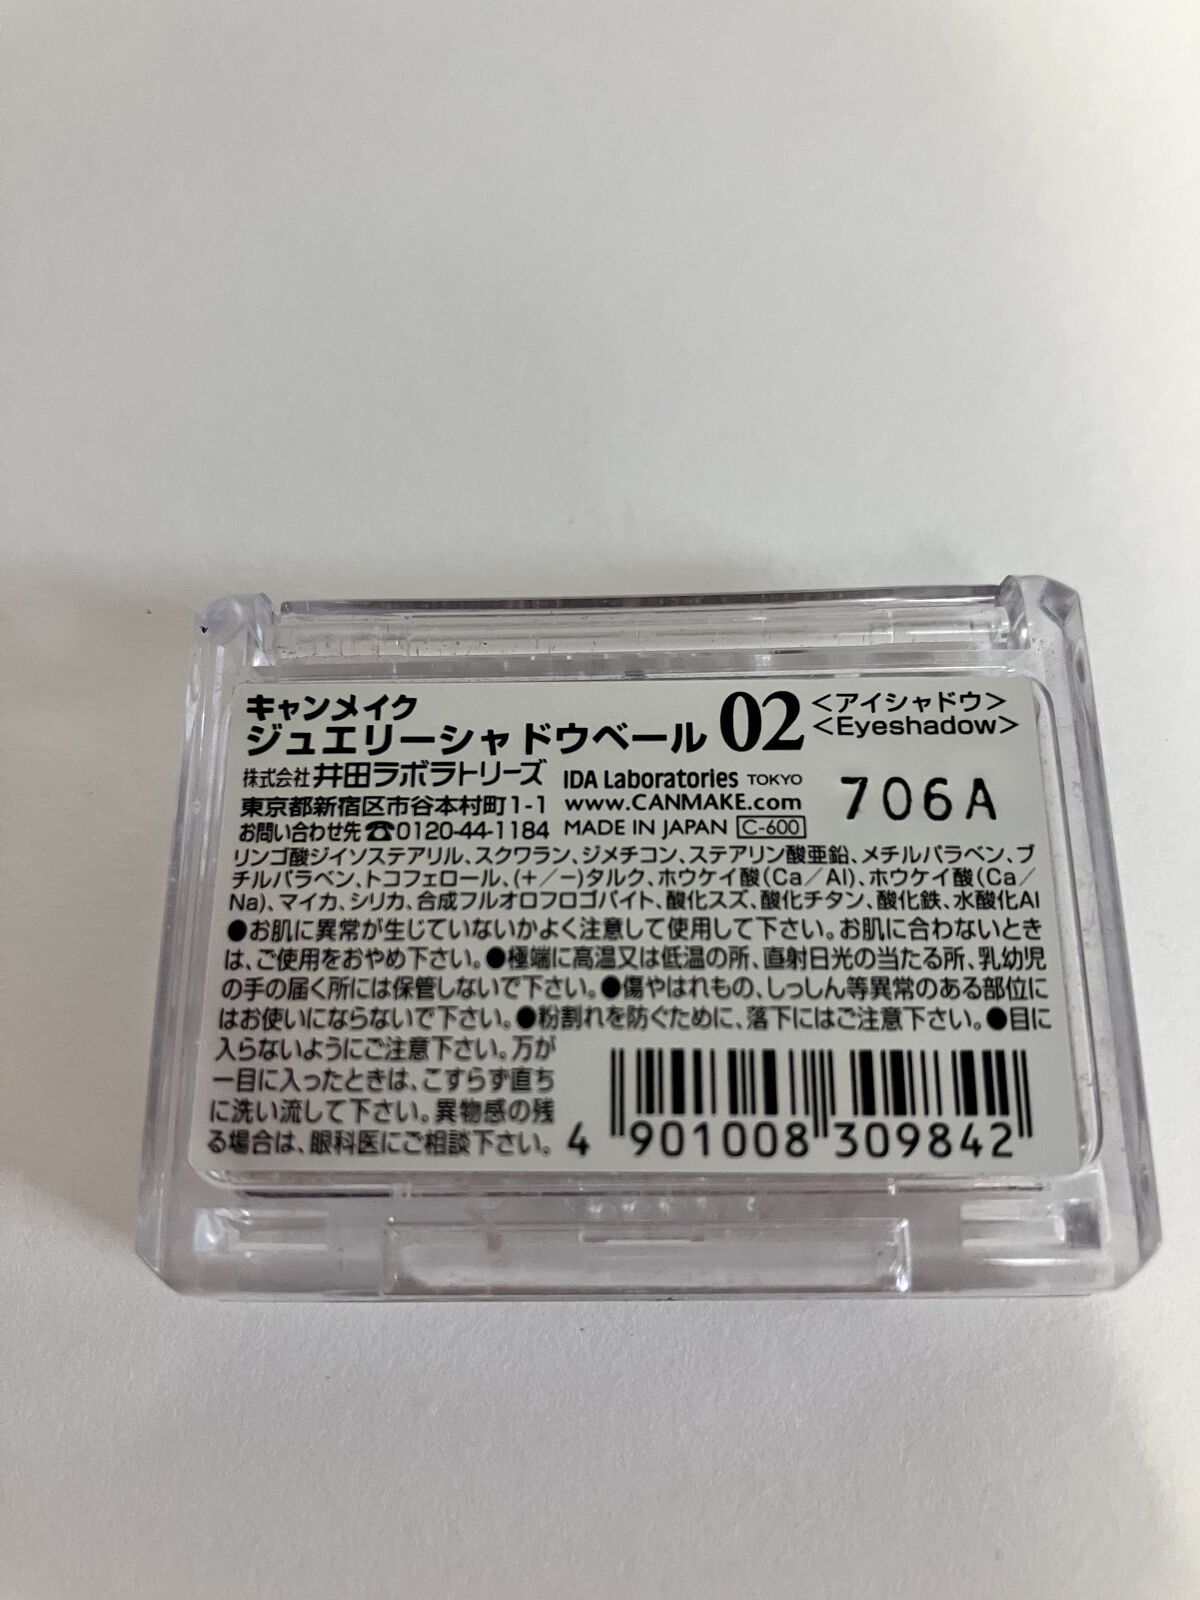 キャンメイク
ジュエリーシャドウベール 02 <アイシャドウ>
<Eyeshadow>
株式会社 井田ラボラトリーズ IDA Laboratories TOKYO
東京都新宿区市谷本村町1-1 www.CANMAKE.com
お問い合わせ先☎0120-44-1184 MADE IN JAPAN C-600
706A
リンゴ酸ジイソステアリル、スクワラン、ジメチコン、ステアリン酸亜鉛、メチルパラベン、ブ
チルパラベン、トコフェロール、(+/−)タルク、ホウケイ酸(Ca/Al)、ホウケイ酸(Ca/
Na)、マイカ、シリカ、合成フルオロフロゴパイト、酸化スズ、酸化チタン、酸化鉄、水酸化Al
●お肌に異常が生じていないかよく注意して使用して下さい。お肌に合わないとき
は、ご使用をおやめ下さい。●極端に高温又は低温の所、直射日光の当たる所、乳幼児
の手の届く所には保管しないで下さい。●傷やはれもの、しっしん等異常のある部位に
はお使いにならないで下さい。●粉割れを防ぐために、落下にはご注意下さい。●目に
入らないようにご注意下さい。万が
一目に入ったときは、こすらず直ち
に洗い流して下さい。異物感の残
る場合は、眼科医にご相談下さい。
4 901008 309842